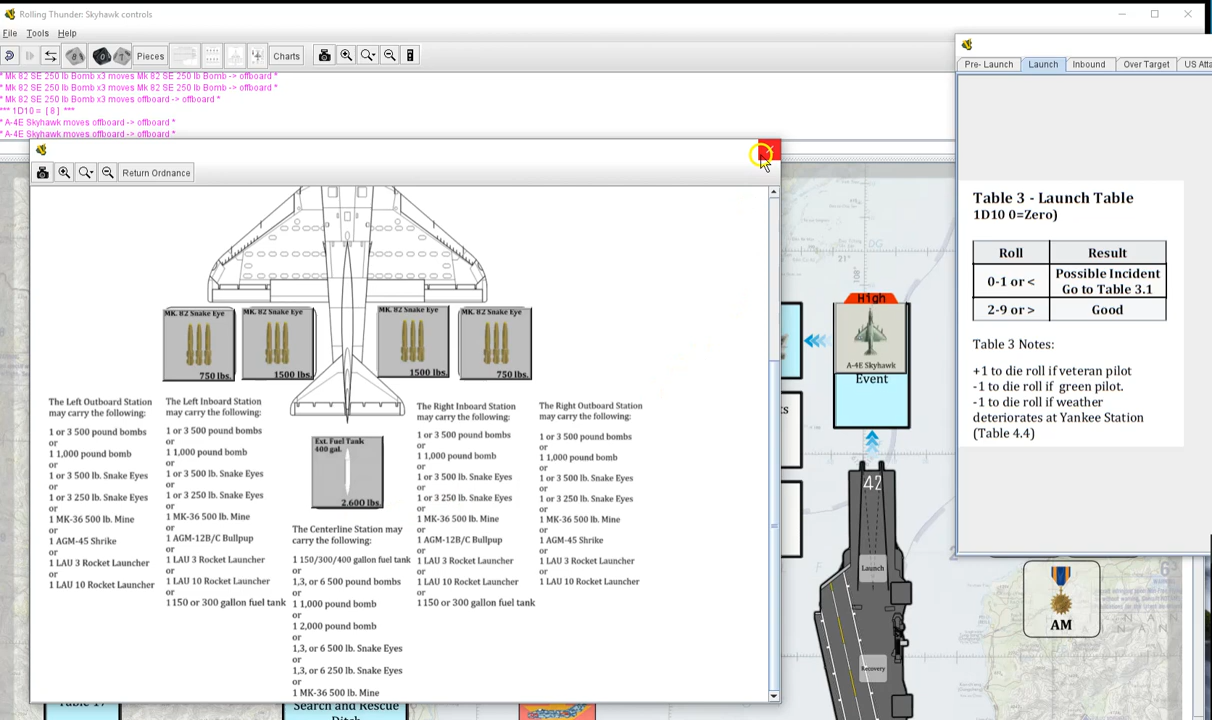 Rolling Thunder: Skyhawk controls
File Tools Help
Pieces Charts
* Mk 82 SE 250 lb Bomb x3 moves Mk 82 SE 250 lb Bomb -> offboard *
* Mk 82 SE 250 lb Bomb x3 moves Mk 82 SE 250 lb Bomb -> offboard *
* Mk 82 SE 250 lb Bomb x3 moves offboard -> offboard *
*** 1D10 = [ 8 ] ***
* A-4E Skyhawk moves offboard -> offboard *
* A-4E Skyhawk moves offboard -> offboard *
Return Ordnance
MK. 82 Snake Eye
750 lbs.
MK. 82 Snake Eye
1500 lbs.
MK. 82 Snake Eye
1500 lbs.
MK. 82 Snake Eye
750 lbs.
The Left Outboard Station
may carry the following:
1 or 3 500 pound bombs
or
1 1,000 pound bomb
or
1 or 3 500 lb. Snake Eyes
or
1 or 3 250 lb. Snake Eyes
or
1 MK-36 500 lb. Mine
or
1 AGM-45 Shrike
or
1 LAU 3 Rocket Launcher
or
1 LAU 10 Rocket Launcher
The Left Inboard Station
may carry the following:
1 or 3 500 pound bombs
or
1 1,000 pound bomb
or
1 or 3 500 lb. Snake Eyes
or
1 or 3 250 lb. Snake Eyes
or
1 MK-36 500 lb. Mine
or
1 AGM-12B/C Bullpup
or
1 LAU 3 Rocket Launcher
or
1 LAU 10 Rocket Launcher
or
1 150 or 300 gallon fuel tank
Ext. Fuel Tank
400 gal.
2,600 lbs.
The Centerline Station may
carry the following:
1 150/300/400 gallon fuel tank
or
1,3, or 6 500 pound bombs
or
1 1,000 pound bomb
or
1 2,000 pound bomb
or
1,3, or 6 500 lb. Snake Eyes
or
1,3, or 6 250 lb. Snake Eyes
or
1 MK-36 500 lb. Mine
The Right Inboard Station
may carry the following:
1 or 3 500 pound bombs
or
1 1,000 pound bomb
or
1 or 3 500 lb. Snake Eyes
or
1 or 3 250 lb. Snake Eyes
or
1 MK-36 500 lb. Mine
or
1 AGM-12B/C Bullpup
or
1 LAU 3 Rocket Launcher
or
1 LAU 10 Rocket Launcher
or
1 150 or 300 gallon fuel tank
The Right Outboard Station
may carry the following:
1 or 3 500 pound bombs
or
1 1,000 pound bomb
or
1 or 3 500 lb. Snake Eyes
or
1 or 3 250 lb. Snake Eyes
or
1 MK-36 500 lb. Mine
or
1 AGM-45 Shrike
or
1 LAU 3 Rocket Launcher
or
1 LAU 10 Rocket Launcher
High
A-4E Skyhawk
Event
42
Launch
Recovery
Pre- Launch Launch Inbound Over Target US Atta
Table 3 - Launch Table
1D10 0=Zero)
Roll Result
0-1 or < Possible Incident
Go to Table 3.1
2-9 or > Good
Table 3 Notes:
+1 to die roll if veteran pilot
-1 to die roll if green pilot.
-1 to die roll if weather
deteriorates at Yankee Station
(Table 4.4)
AM
Table 17
Search and Rescue
Ditch